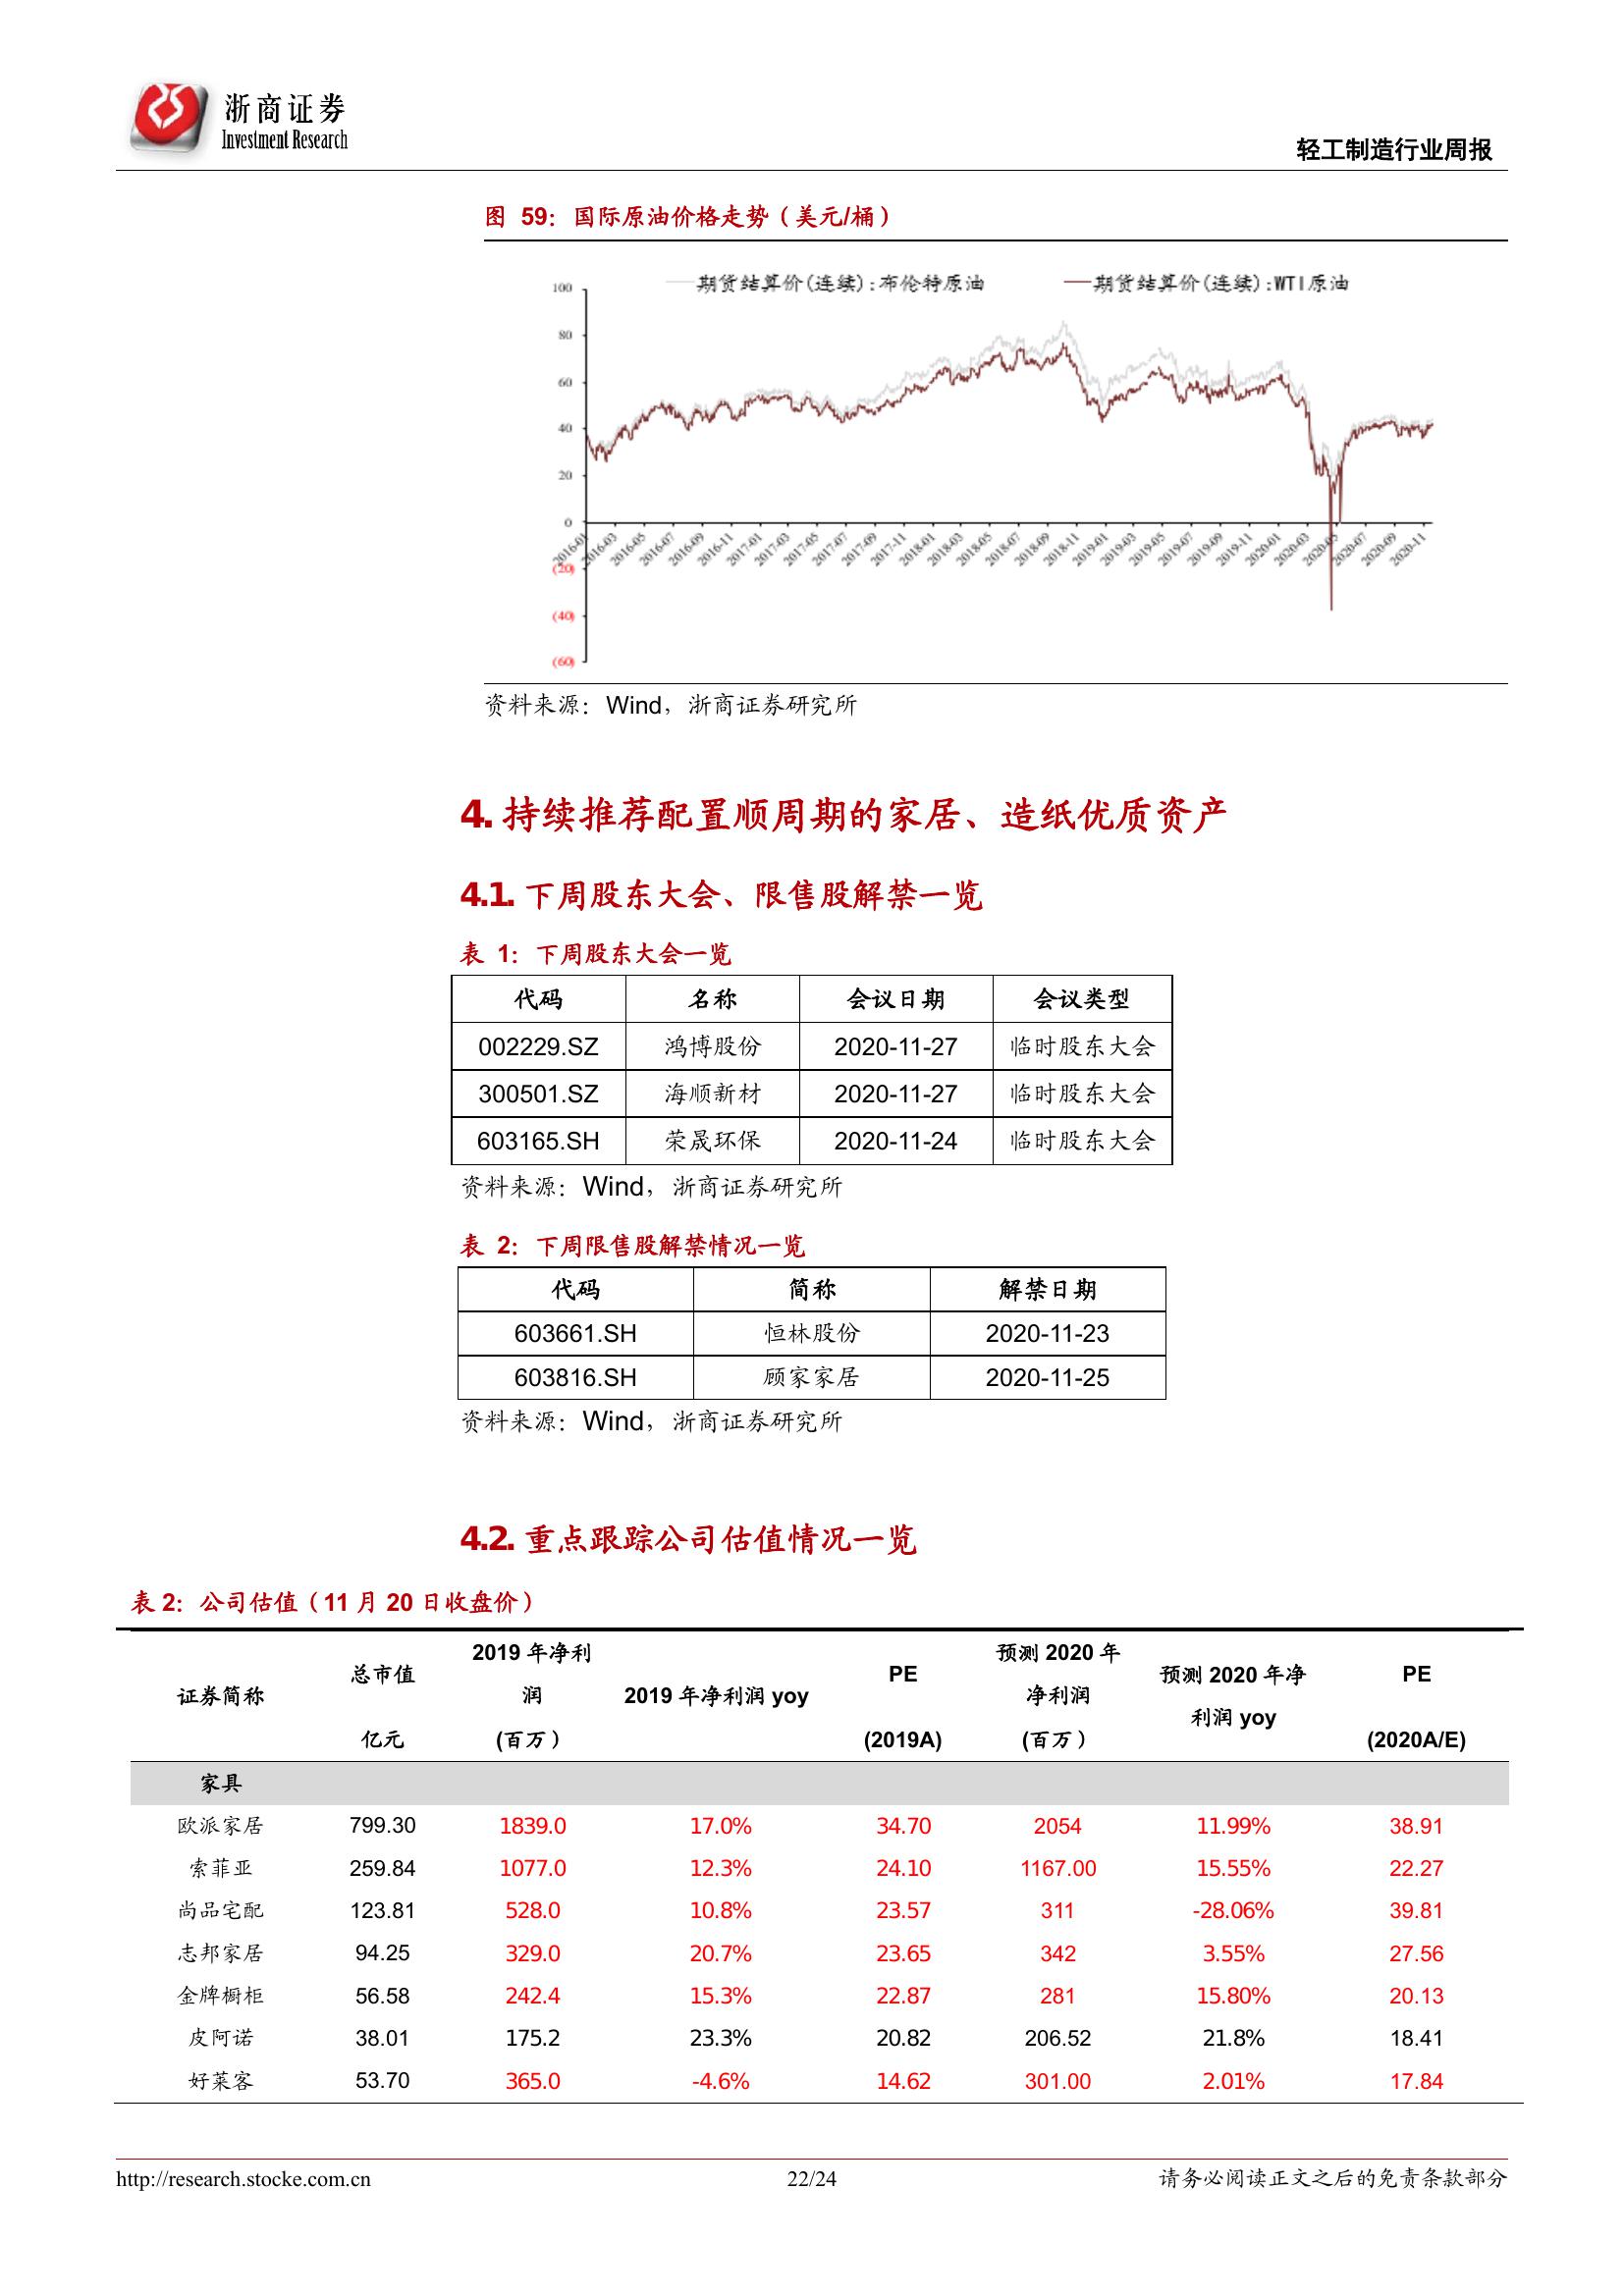 浙商证券
Investment Research
轻工制造行业周报
图 59：国际原油价格走势（美元/桶）
期货结算价(连续):布伦特原油 期货结算价(连续):WTI原油
100
80
60
40
20
0
(20)
(40)
(60)
2016-01 2016-03 2016-05 2016-07 2016-09 2016-11 2017-01 2017-03 2017-05 2017-07 2017-09 2017-11 2018-01 2018-03 2018-05 2018-07 2018-09 2018-11 2019-01 2019-03 2019-05 2019-07 2019-09 2019-11 2020-01 2020-03 2020-05 2020-07 2020-09 2020-11
资料来源：Wind，浙商证券研究所
4. 持续推荐配置顺周期的家居、造纸优质资产
4.1. 下周股东大会、限售股解禁一览
表 1：下周股东大会一览
代码 名称 会议日期 会议类型
002229.SZ 鸿博股份 2020-11-27 临时股东大会
300501.SZ 海顺新材 2020-11-27 临时股东大会
603165.SH 荣晟环保 2020-11-24 临时股东大会
资料来源：Wind，浙商证券研究所
表 2：下周限售股解禁情况一览
代码 简称 解禁日期
603661.SH 恒林股份 2020-11-23
603816.SH 顾家家居 2020-11-25
资料来源：Wind，浙商证券研究所
4.2. 重点跟踪公司估值情况一览
表 2：公司估值（11 月 20 日收盘价）
2019 年净利 预测 2020 年
总市值 PE 预测 2020 年净 PE
证券简称 润 2019 年净利润 yoy 净利润
利润 yoy
亿元 (百万） (2019A) (百万） (2020A/E)
家具
欧派家居 799.30 1839.0 17.0% 34.70 2054 11.99% 38.91
索菲亚 259.84 1077.0 12.3% 24.10 1167.00 15.55% 22.27
尚品宅配 123.81 528.0 10.8% 23.57 311 -28.06% 39.81
志邦家居 94.25 329.0 20.7% 23.65 342 3.55% 27.56
金牌橱柜 56.58 242.4 15.3% 22.87 281 15.80% 20.13
皮阿诺 38.01 175.2 23.3% 20.82 206.52 21.8% 18.41
好莱客 53.70 365.0 -4.6% 14.62 301.00 2.01% 17.84
http://research.stocke.com.cn 22/24 请务必阅读正文之后的免责条款部分